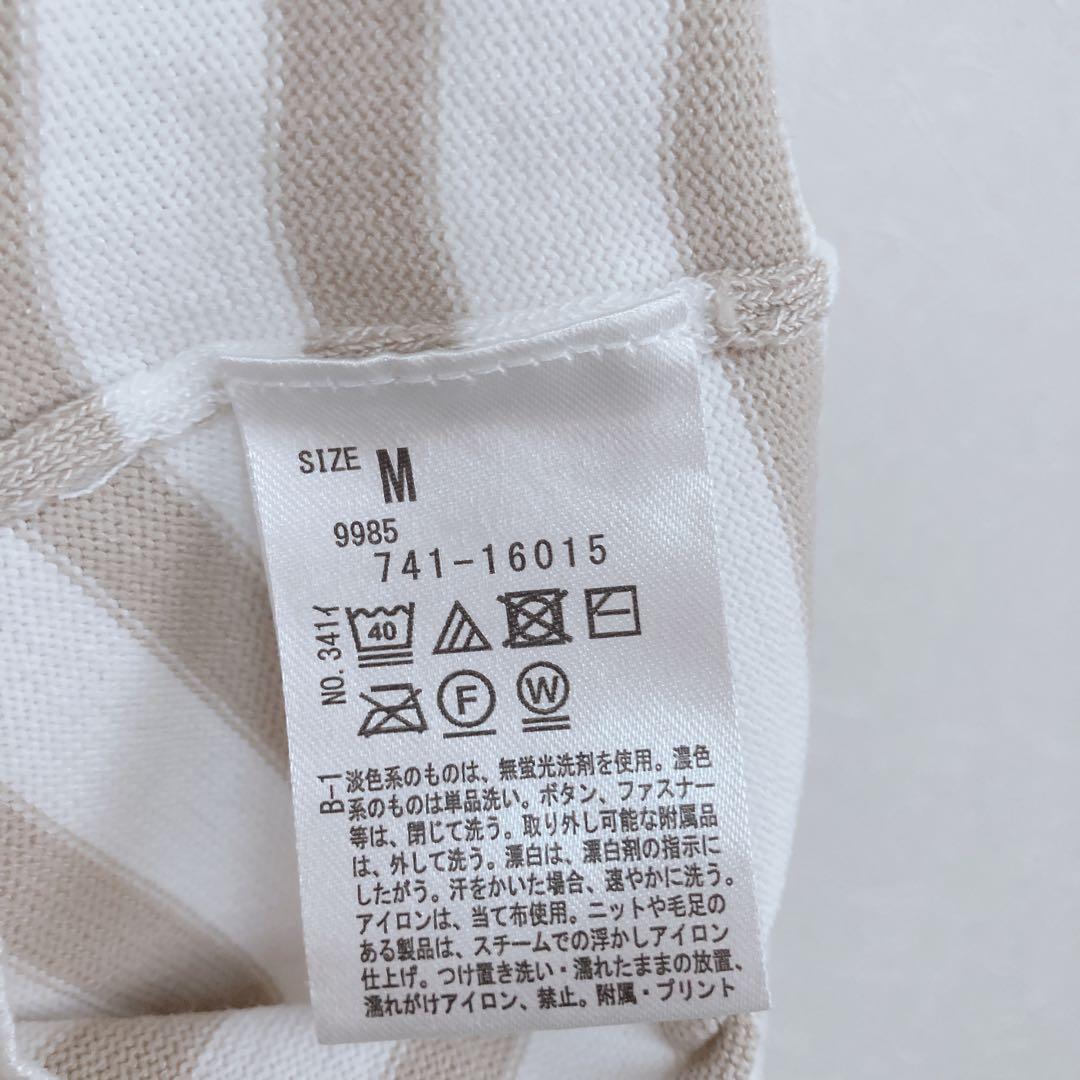 SIZE M
9985
741-16015
NO.341イ
40
F W
B-1
淡色系のものは、無蛍光洗剤を使用。濃色
系のものは単品洗い。ボタン、ファスナー
等は、閉じて洗う。取り外し可能な附属品
は、外して洗う。漂白は、漂白剤の指示に
したがう。汗をかいた場合、速やかに洗う。
アイロンは、当て布使用。ニットや毛足の
ある製品は、スチームでの浮かしアイロン
仕上げ。つけ置き洗い・濡れたままの放置、
濡れがけアイロン、禁止。附属・プリント